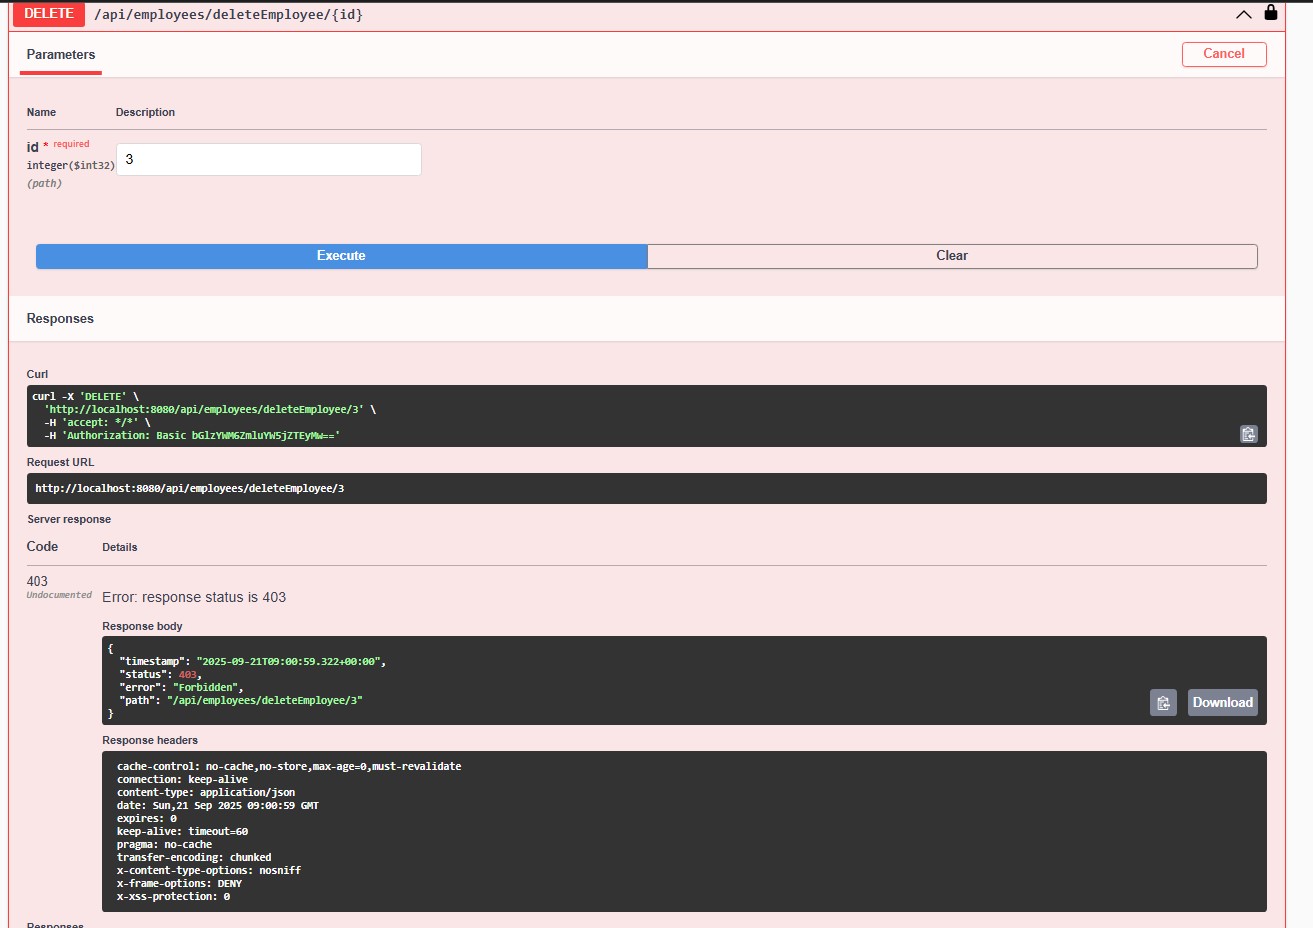 DELETE /api/employees/deleteEmployee/{id}
Parameters
Cancel
Name Description
id * required
integer($int32)
(path)
3
Execute Clear
Responses
Curl
curl -X 'DELETE' \
'http://localhost:8080/api/employees/deleteEmployee/3' \
-H 'accept: */*' \
-H 'Authorization: Basic bGlzYWM6ZmluYW5jZTEyMw=='
Request URL
http://localhost:8080/api/employees/deleteEmployee/3
Server response
Code Details
403
Undocumented
Error: response status is 403
Response body
{
"timestamp": "2025-09-21T09:00:59.322+00:00",
"status": 403,
"error": "Forbidden",
"path": "/api/employees/deleteEmployee/3"
}
Download
Response headers
cache-control: no-cache,no-store,max-age=0,must-revalidate
connection: keep-alive
content-type: application/json
date: Sun,21 Sep 2025 09:00:59 GMT
expires: 0
keep-alive: timeout=60
pragma: no-cache
transfer-encoding: chunked
x-content-type-options: nosniff
x-frame-options: DENY
x-xss-protection: 0
Responses